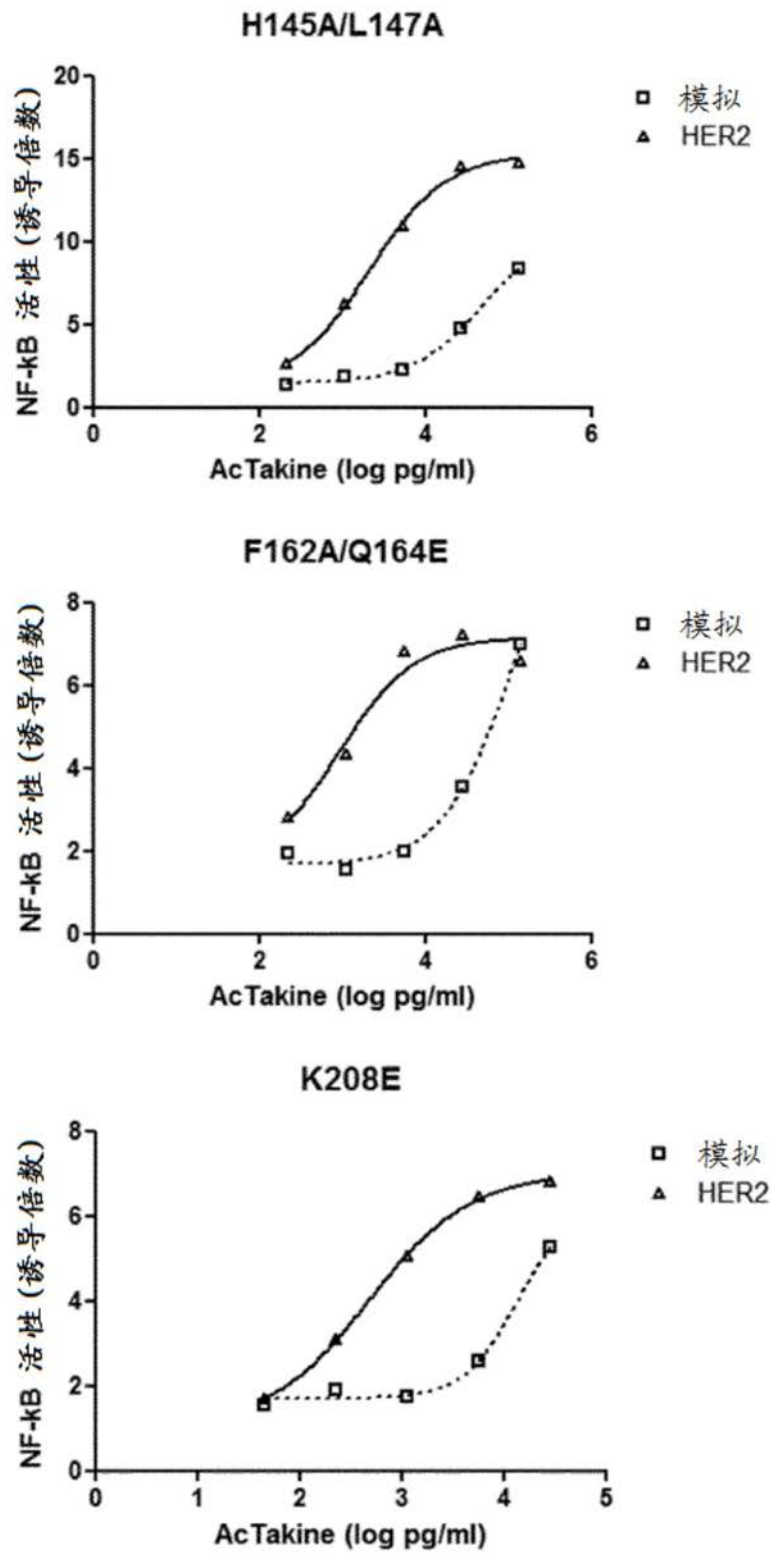 H145A/L147A
NF-kB 活性 (诱导倍数)
20
15
10
5
0
0 2 4 6
AcTakine (log pg/ml)
模拟
HER2
F162A/Q164E
NF-kB 活性 (诱导倍数)
8
6
4
2
0
0 2 4 6
AcTakine (log pg/ml)
模拟
HER2
K208E
NF-kB 活性 (诱导倍数)
8
6
4
2
0
0 1 2 3 4 5
AcTakine (log pg/ml)
模拟
HER2